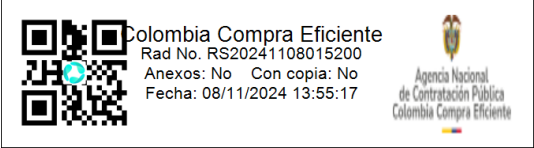 Colombia Compra Eficiente
Rad No. RS20241108015200
Anexos: No Con copia: No
Fecha: 08/11/2024 13:55:17
Agencia Nacional
de Contratación Pública
Colombia Compra Eficiente